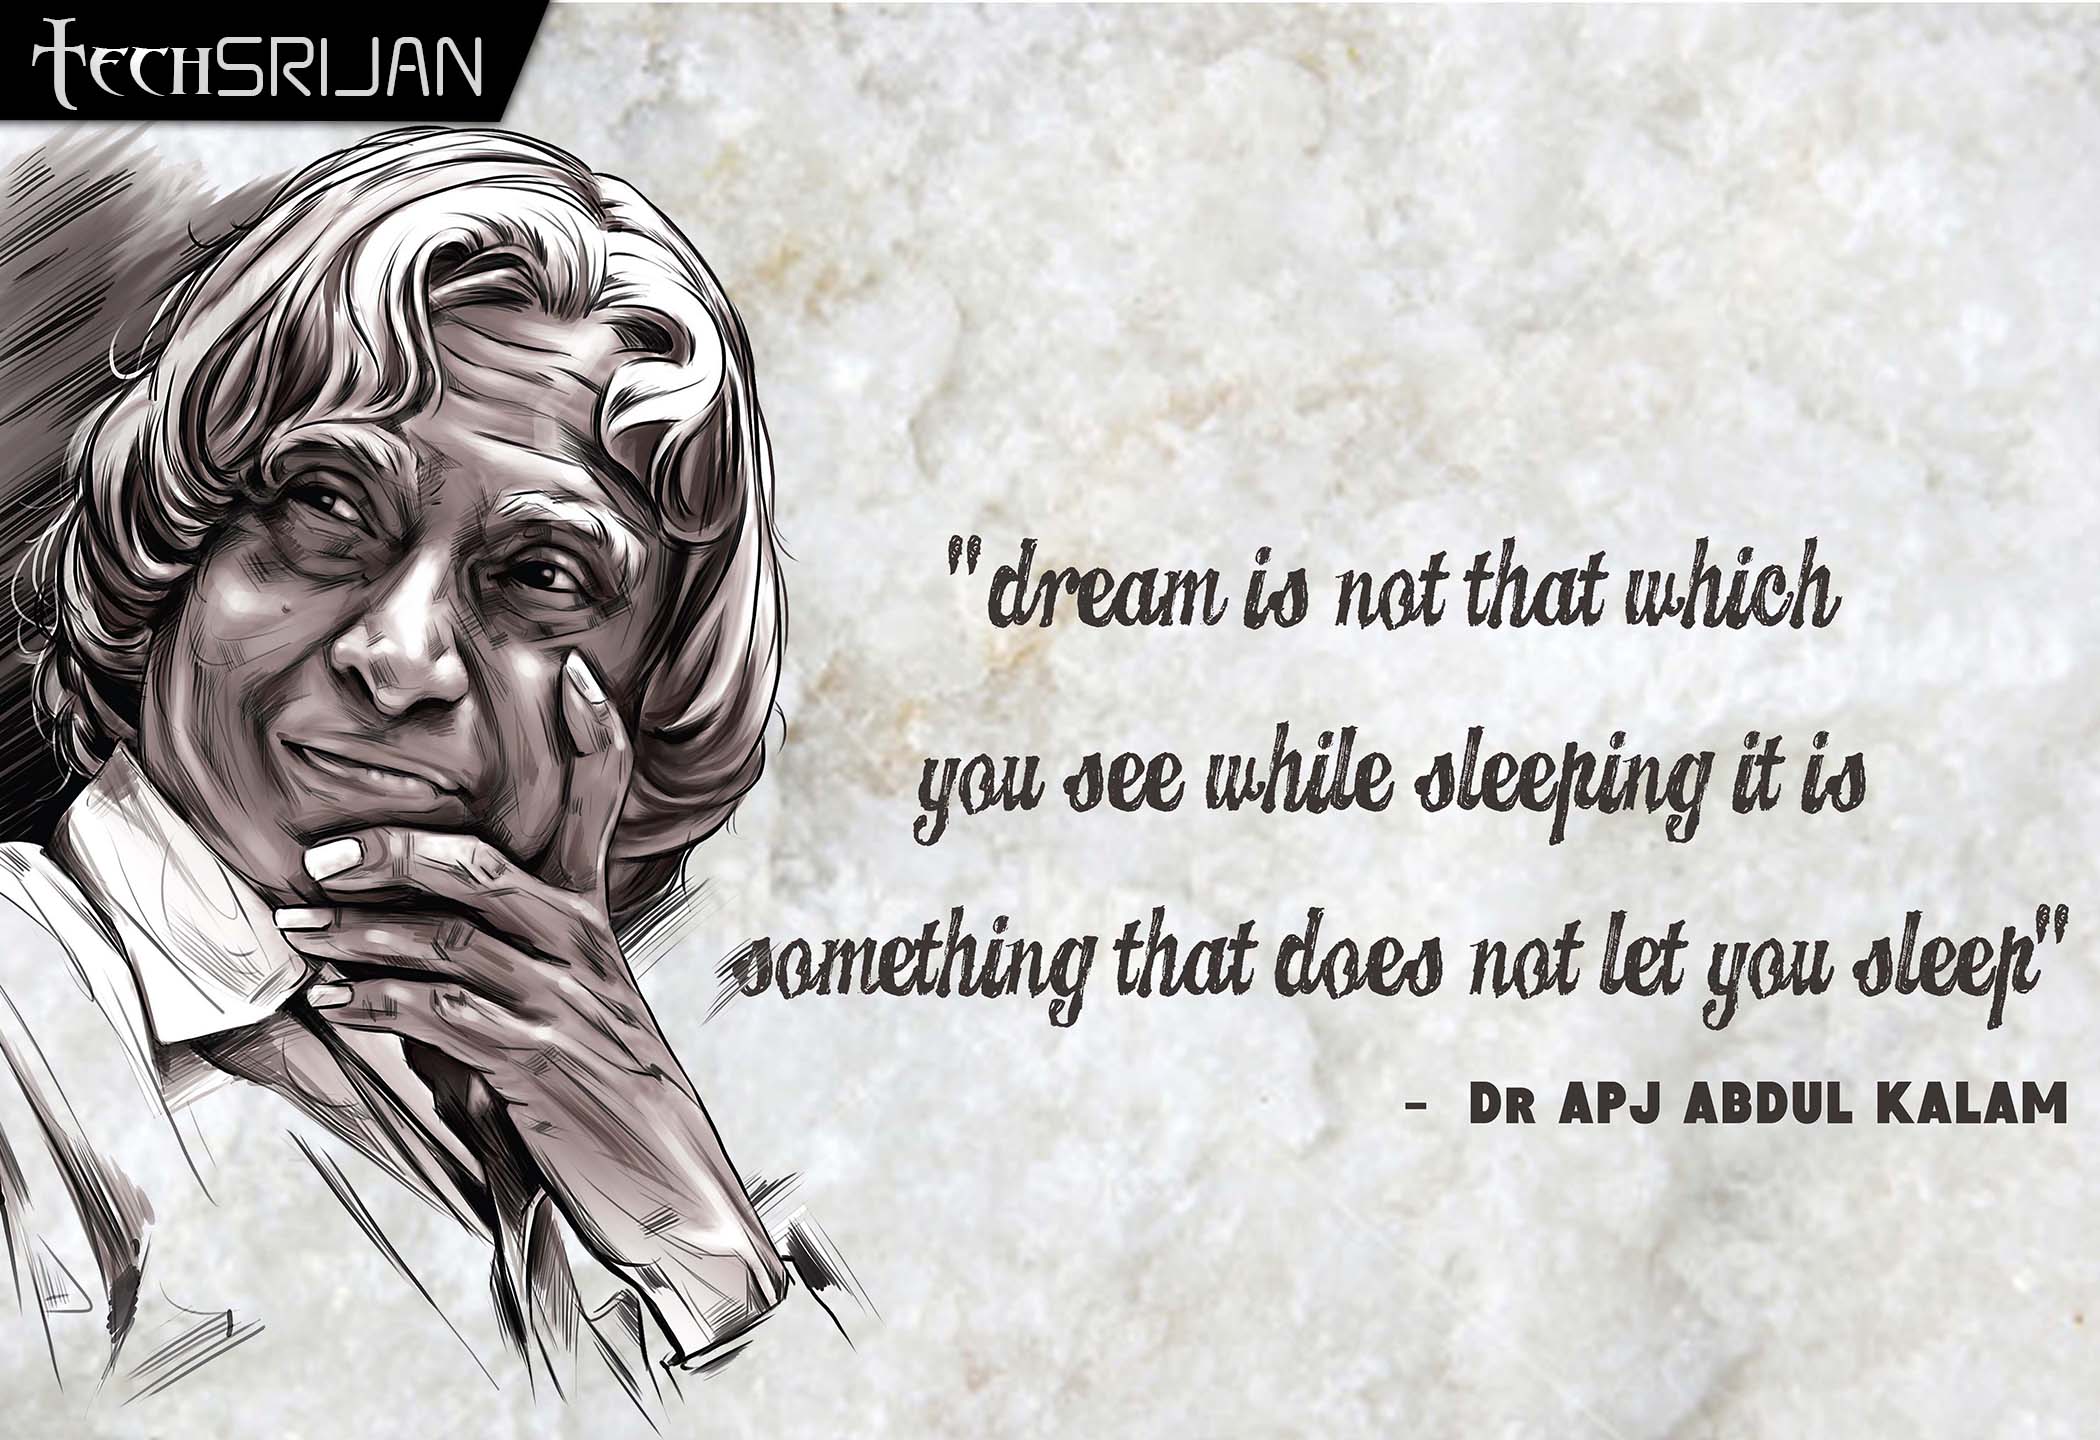 TECHSRIJAN
"dream is not that which
you see while sleeping it is
something that does not let you sleep"
- Dr APJ ABDUL KALAM